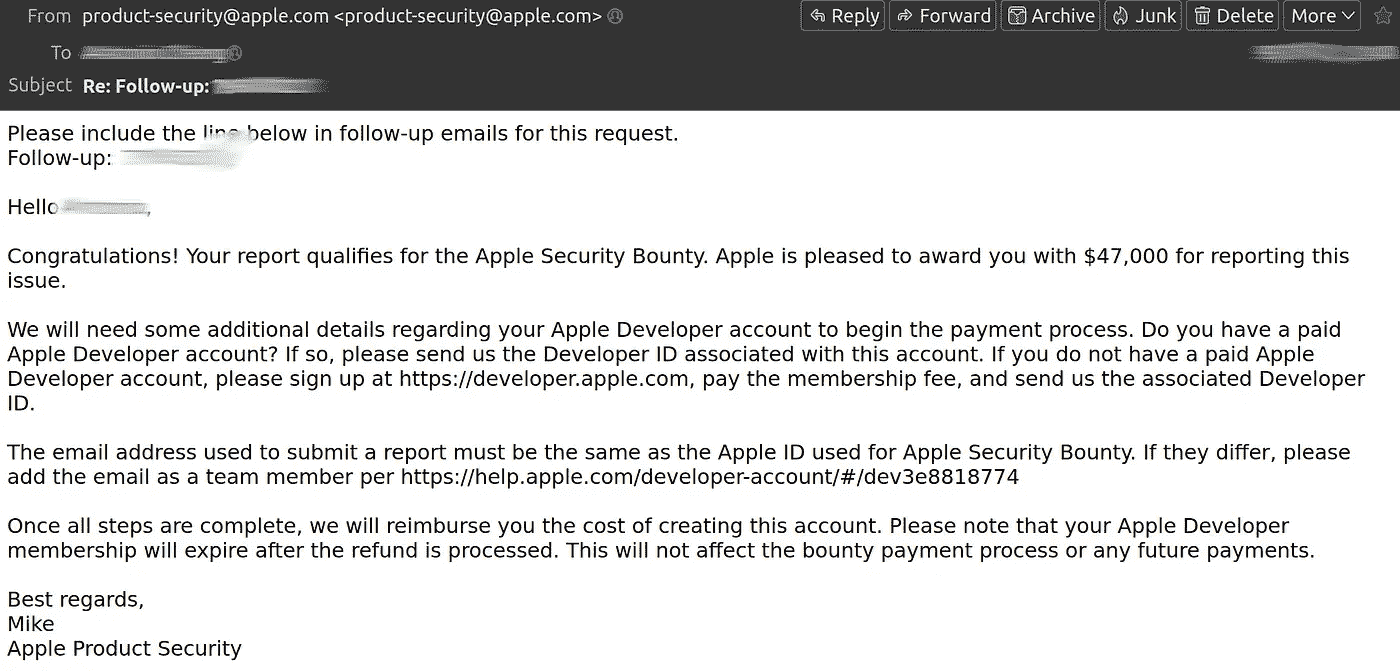 From product-security@apple.com <product-security@apple.com> Reply Forward Archive Junk Delete More
To
Subject Re: Follow-up:
Please include the line below in follow-up emails for this request.
Follow-up:
Hello ,
Congratulations! Your report qualifies for the Apple Security Bounty. Apple is pleased to award you with $47,000 for reporting this
issue.
We will need some additional details regarding your Apple Developer account to begin the payment process. Do you have a paid
Apple Developer account? If so, please send us the Developer ID associated with this account. If you do not have a paid Apple
Developer account, please sign up at https://developer.apple.com, pay the membership fee, and send us the associated Developer
ID.
The email address used to submit a report must be the same as the Apple ID used for Apple Security Bounty. If they differ, please
add the email as a team member per https://help.apple.com/developer-account/#/dev3e8818774
Once all steps are complete, we will reimburse you the cost of creating this account. Please note that your Apple Developer
membership will expire after the refund is processed. This will not affect the bounty payment process or any future payments.
Best regards,
Mike
Apple Product Security